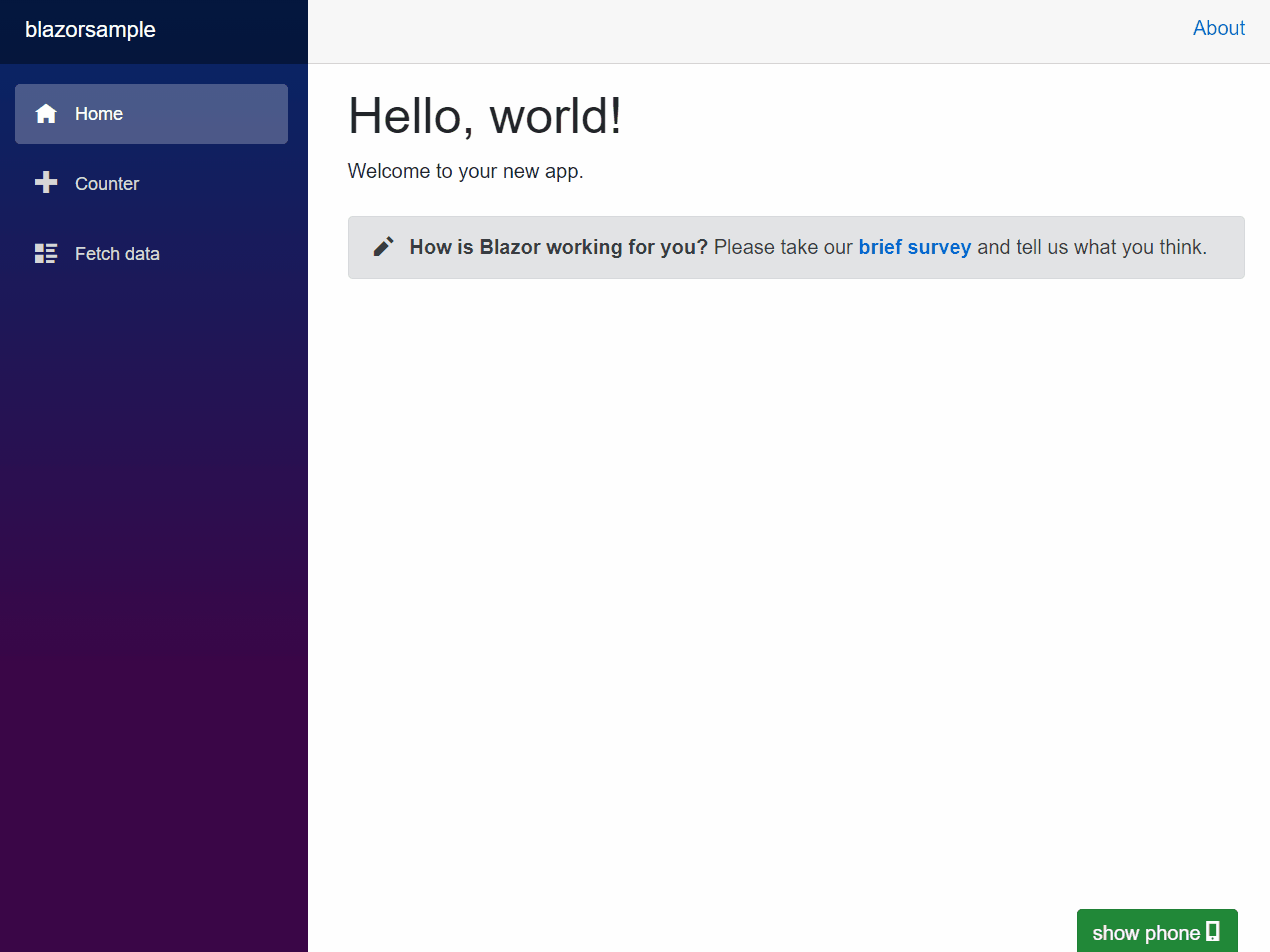 blazorsample
About
Home
Counter
Fetch data
Hello, world!
Welcome to your new app.
How is Blazor working for you? Please take our brief survey and tell us what you think.
show phone